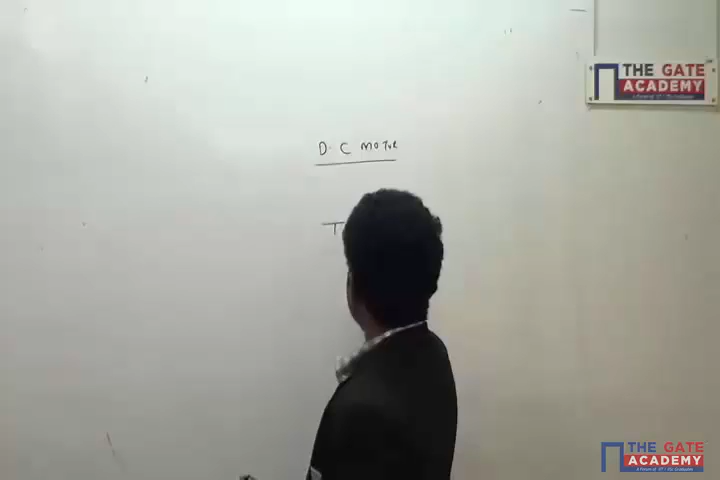 THE GATE
ACADEMY
D.C MOTOR
T
THE GATE
ACADEMY